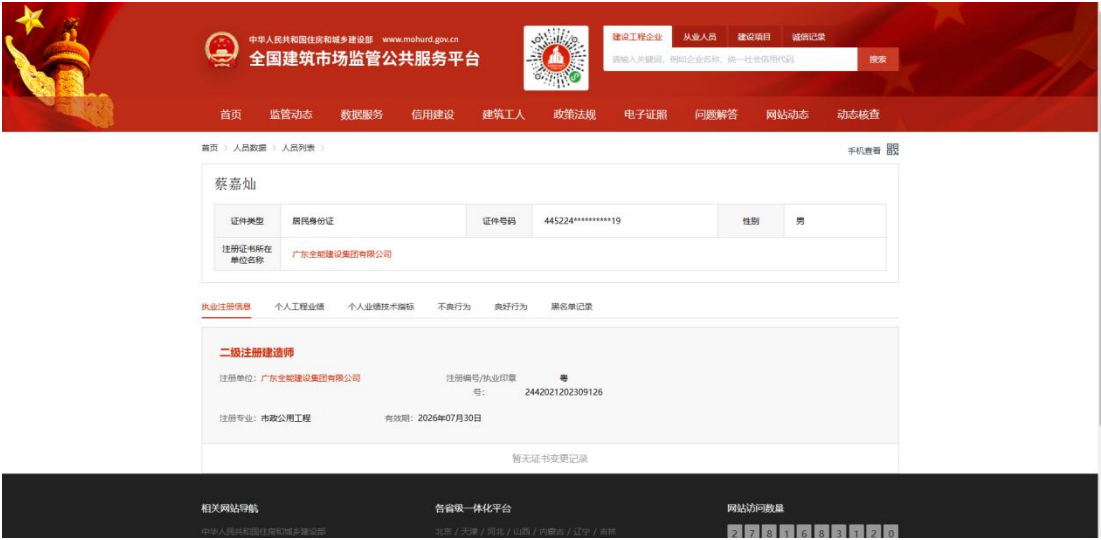 中华人民共和国住房和城乡建设部 www.mohurd.gov.cn
全国建筑市场监管公共服务平台
建设工程企业 从业人员 建设项目 诚信记录
请输入关键词，例如企业名称、统一社会信用代码 搜索
首页 监管动态 数据服务 信用建设 建筑工人 政策法规 电子证照 问题解答 网站动态 动态核查
首页 > 人员数据 > 人员列表 >
手机查看
蔡嘉灿
证件类型 居民身份证 证件号码 445224**********19 性别 男
注册证书所在
单位名称
广东全能建设集团有限公司
执业注册信息 个人工程业绩 个人业绩技术指标 不良行为 良好行为 黑名单记录
二级注册建造师
注册单位：广东全能建设集团有限公司 注册编号/执业印章 粤
号： 2442021202309126
注册专业：市政公用工程 有效期：2026年07月30日
暂无证书变更记录
相关网站导航 各省级一体化平台 网站访问数量
中华人民共和国住房和城乡建设部 北京 / 天津 / 河北 / 山西 / 内蒙古 / 辽宁 / 吉林 2 7 8 1 6 8 3 1 2 0